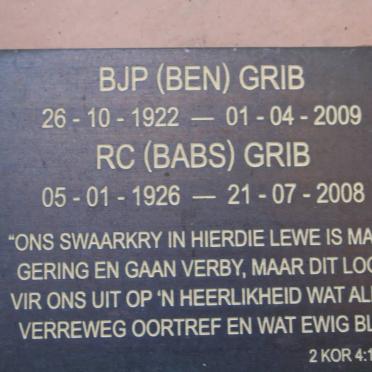 BJP (BEN) GRIB
26 - 10 - 1922 — 01 - 04 - 2009
RC (BABS) GRIB
05 - 01 - 1926 — 21 - 07 - 2008
"ONS SWAARKRY IN HIERDIE LEWE IS
GERING EN GAAN VERBY, MAAR DIT
VIR ONS UIT OP 'N HEERLIKHEID WAT
VERREWEG OORTREF EN WAT EWIG
2 KOR